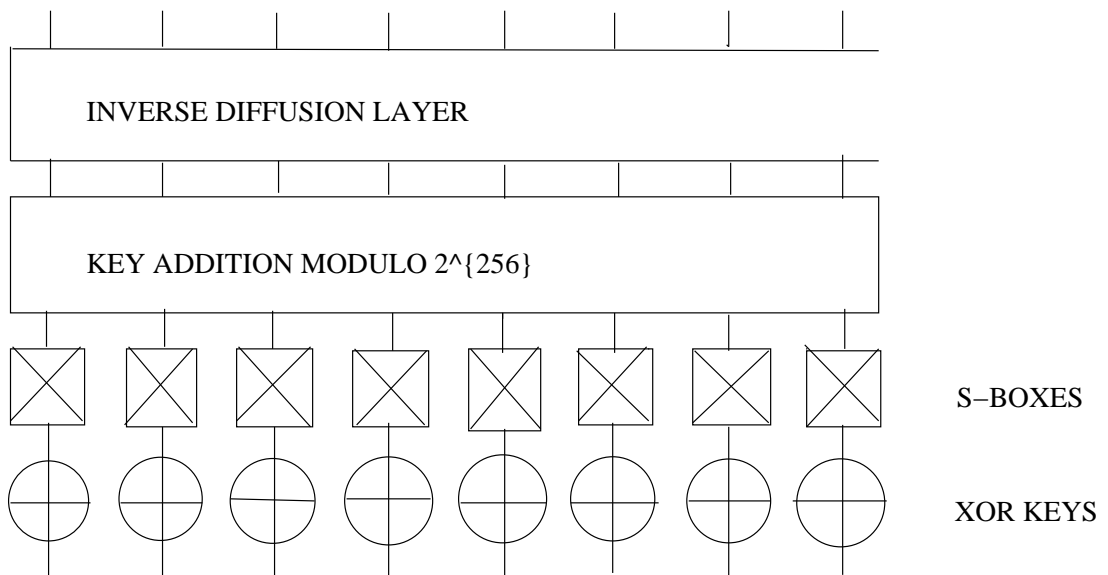 INVERSE DIFFUSION LAYER
KEY ADDITION MODULO 2^{256}
S−BOXES
XOR KEYS